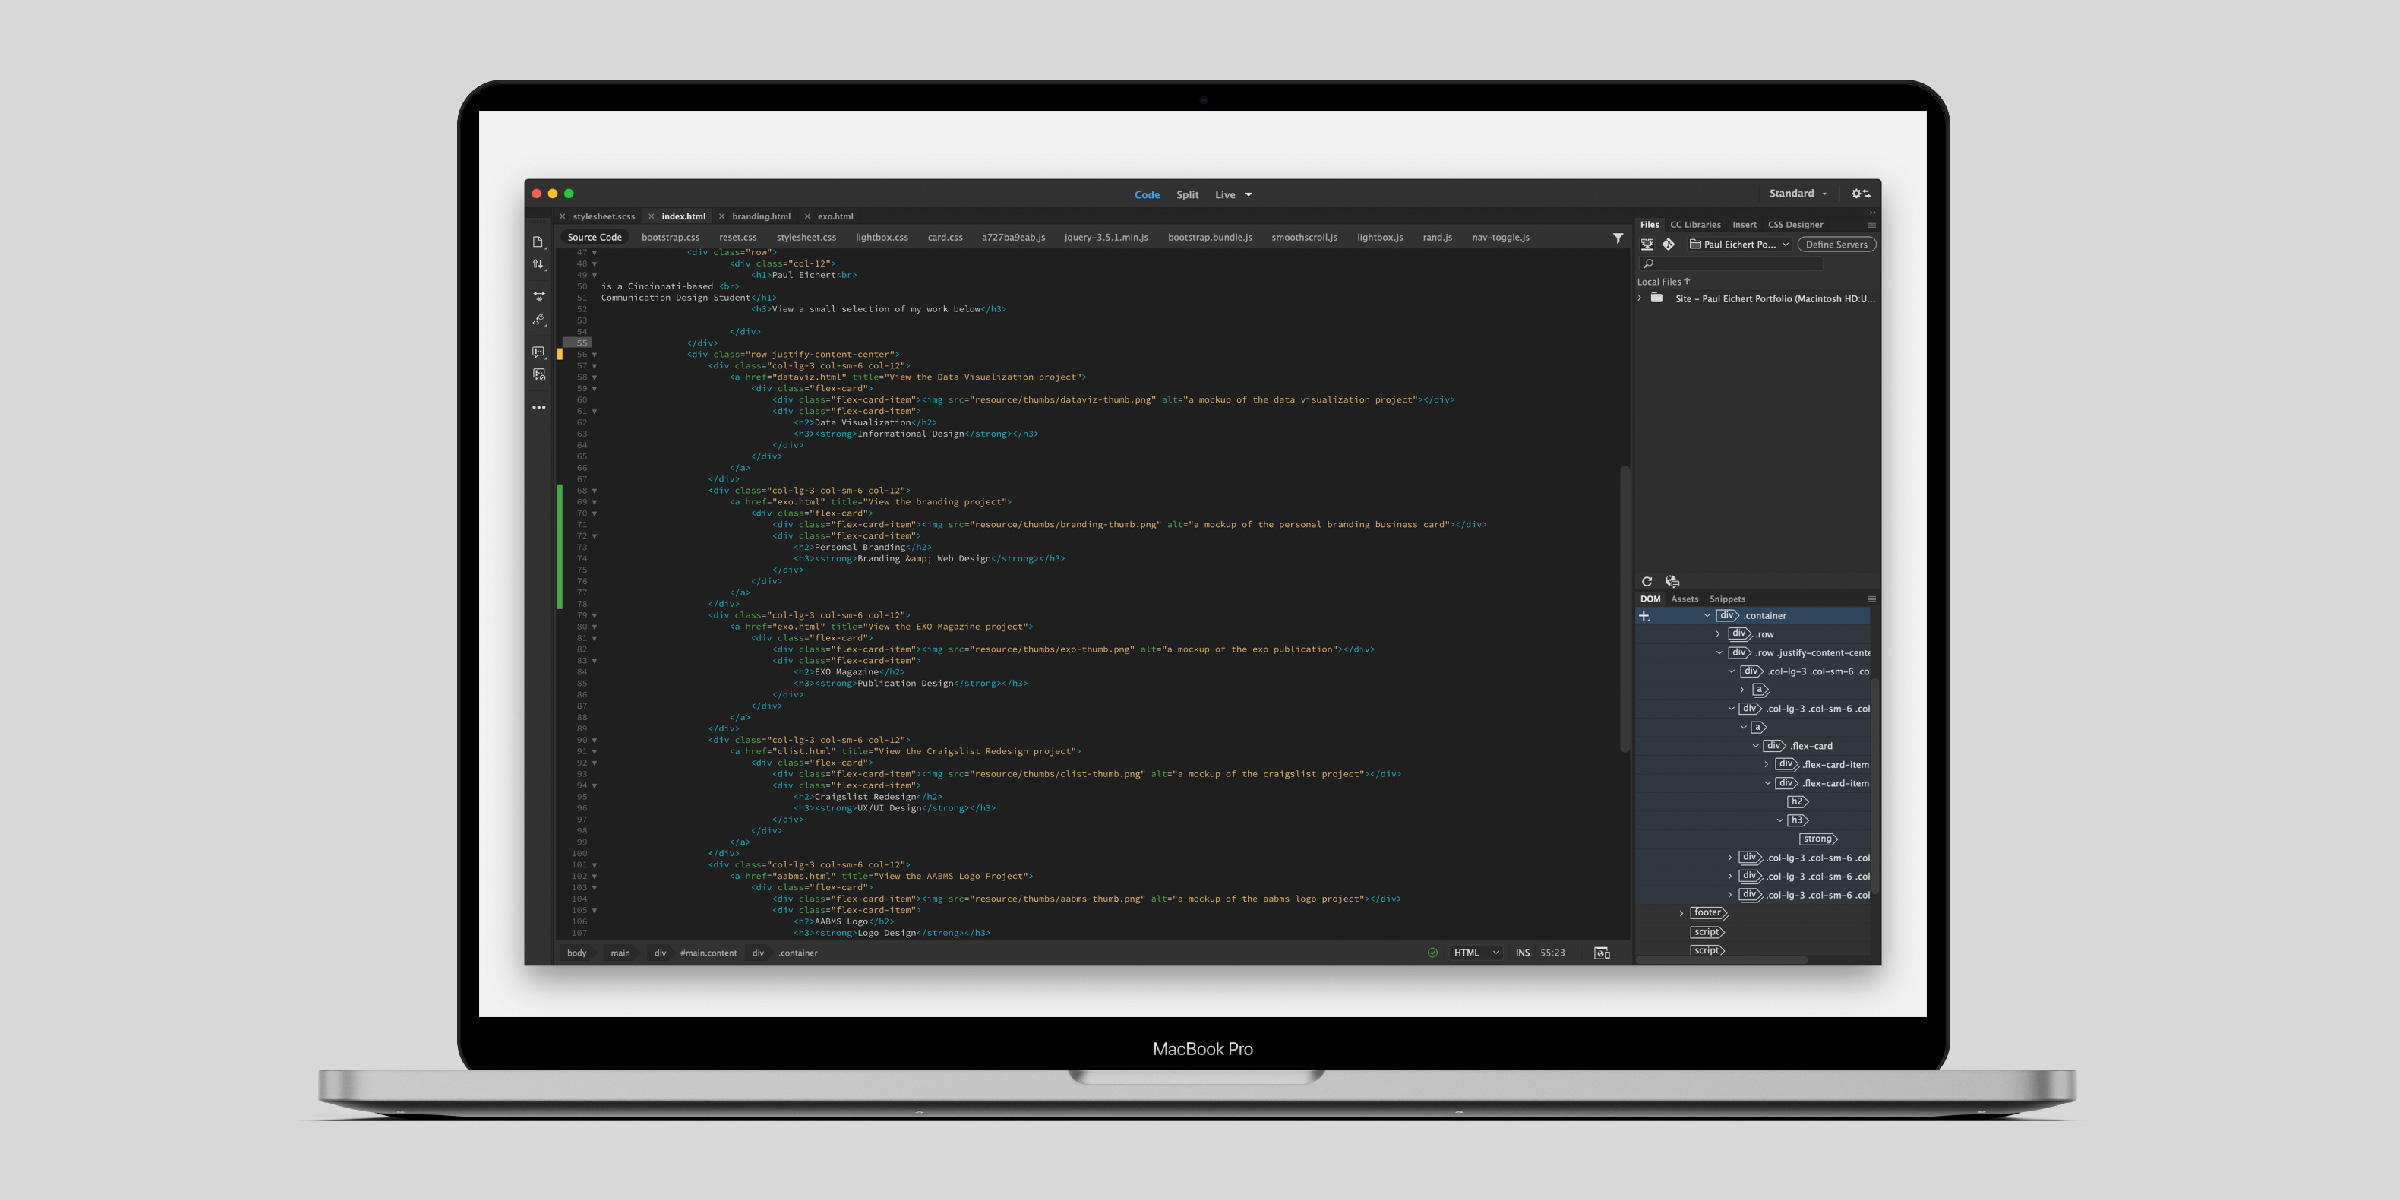 Code Split Live
Standard
stylesheet.scss index.html branding.html exo.html
Source Code bootstrap.css reset.css stylesheet.css lightbox.css card.css a727ba9eab.js jquery-3.5.1.min.js bootstrap.bundle.js smoothscroll.js lightbox.js rand.js nav-toggle.js
47 <div class="row">
48 <div class="col-12">
49 <h1>Paul Eichert<br>
50 is a Cincinnati-based <br>
51 Communication Design Student</h1>
52 <h3>View a small selection of my work below</h3>
53
54 </div>
55 </div>
56 <div class="row justify-content-center">
57 <div class="col-lg-3 col-sm-6 col-12">
58 <a href="dataviz.html" title="View the Data Visualization project">
59 <div class="flex-card">
60 <div class="flex-card-item"><img src="resource/thumbs/dataviz-thumb.png" alt="a mockup of the data visualization project"></div>
61 <div class="flex-card-item">
62 <h2>Data Visualization</h2>
63 <h3><strong>Informational Design</strong></h3>
64 </div>
65 </div>
66 </a>
67 </div>
68 <div class="col-lg-3 col-sm-6 col-12">
69 <a href="exo.html" title="View the branding project">
70 <div class="flex-card">
71 <div class="flex-card-item"><img src="resource/thumbs/branding-thumb.png" alt="a mockup of the personal branding business card"></div>
72 <div class="flex-card-item">
73 <h2>Personal Branding</h2>
74 <h3><strong>Branding &amp; Web Design</strong></h3>
75 </div>
76 </div>
77 </a>
78 </div>
79 <div class="col-lg-3 col-sm-6 col-12">
80 <a href="exo.html" title="View the EXO Magazine project">
81 <div class="flex-card">
82 <div class="flex-card-item"><img src="resource/thumbs/exo-thumb.png" alt="a mockup of the exo publication"></div>
83 <div class="flex-card-item">
84 <h2>EXO Magazine</h2>
85 <h3><strong>Publication Design</strong></h3>
86 </div>
87 </div>
88 </a>
89 </div>
90 <div class="col-lg-3 col-sm-6 col-12">
91 <a href="clist.html" title="View the Craigslist Redesign project">
92 <div class="flex-card">
93 <div class="flex-card-item"><img src="resource/thumbs/clist-thumb.png" alt="a mockup of the craigslist project"></div>
94 <div class="flex-card-item">
95 <h2>Craigslist Redesign</h2>
96 <h3><strong>UX/UI Design</strong></h3>
97 </div>
98 </div>
99 </a>
100 </div>
101 <div class="col-lg-3 col-sm-6 col-12">
102 <a href="aabms.html" title="View the AABMS Logo Project">
103 <div class="flex-card">
104 <div class="flex-card-item"><img src="resource/thumbs/aabms-thumb.png" alt="a mockup of the aabms logo project"></div>
105 <div class="flex-card-item">
106 <h2>AABMS Logo</h2>
107 <h3><strong>Logo Design</strong></h3>
body main div #main.content div .container
HTML INS 55:23
Files CC Libraries Insert CSS Designer
Paul Eichert Po... Define Servers
Local Files
Site - Paul Eichert Portfolio (Macintosh HD:U...
DOM Assets Snippets
div .container
div .row
div .row .justify-content-cente
div .col-lg-3 .col-sm-6 .co
a
div .col-lg-3 .col-sm-6 .col
a
div .flex-card
div .flex-card-item
div .flex-card-item
h2
h3
strong
div .col-lg-3 .col-sm-6 .col
div .col-lg-3 .col-sm-6 .col
div .col-lg-3 .col-sm-6 .col
footer
script
script
MacBook Pro